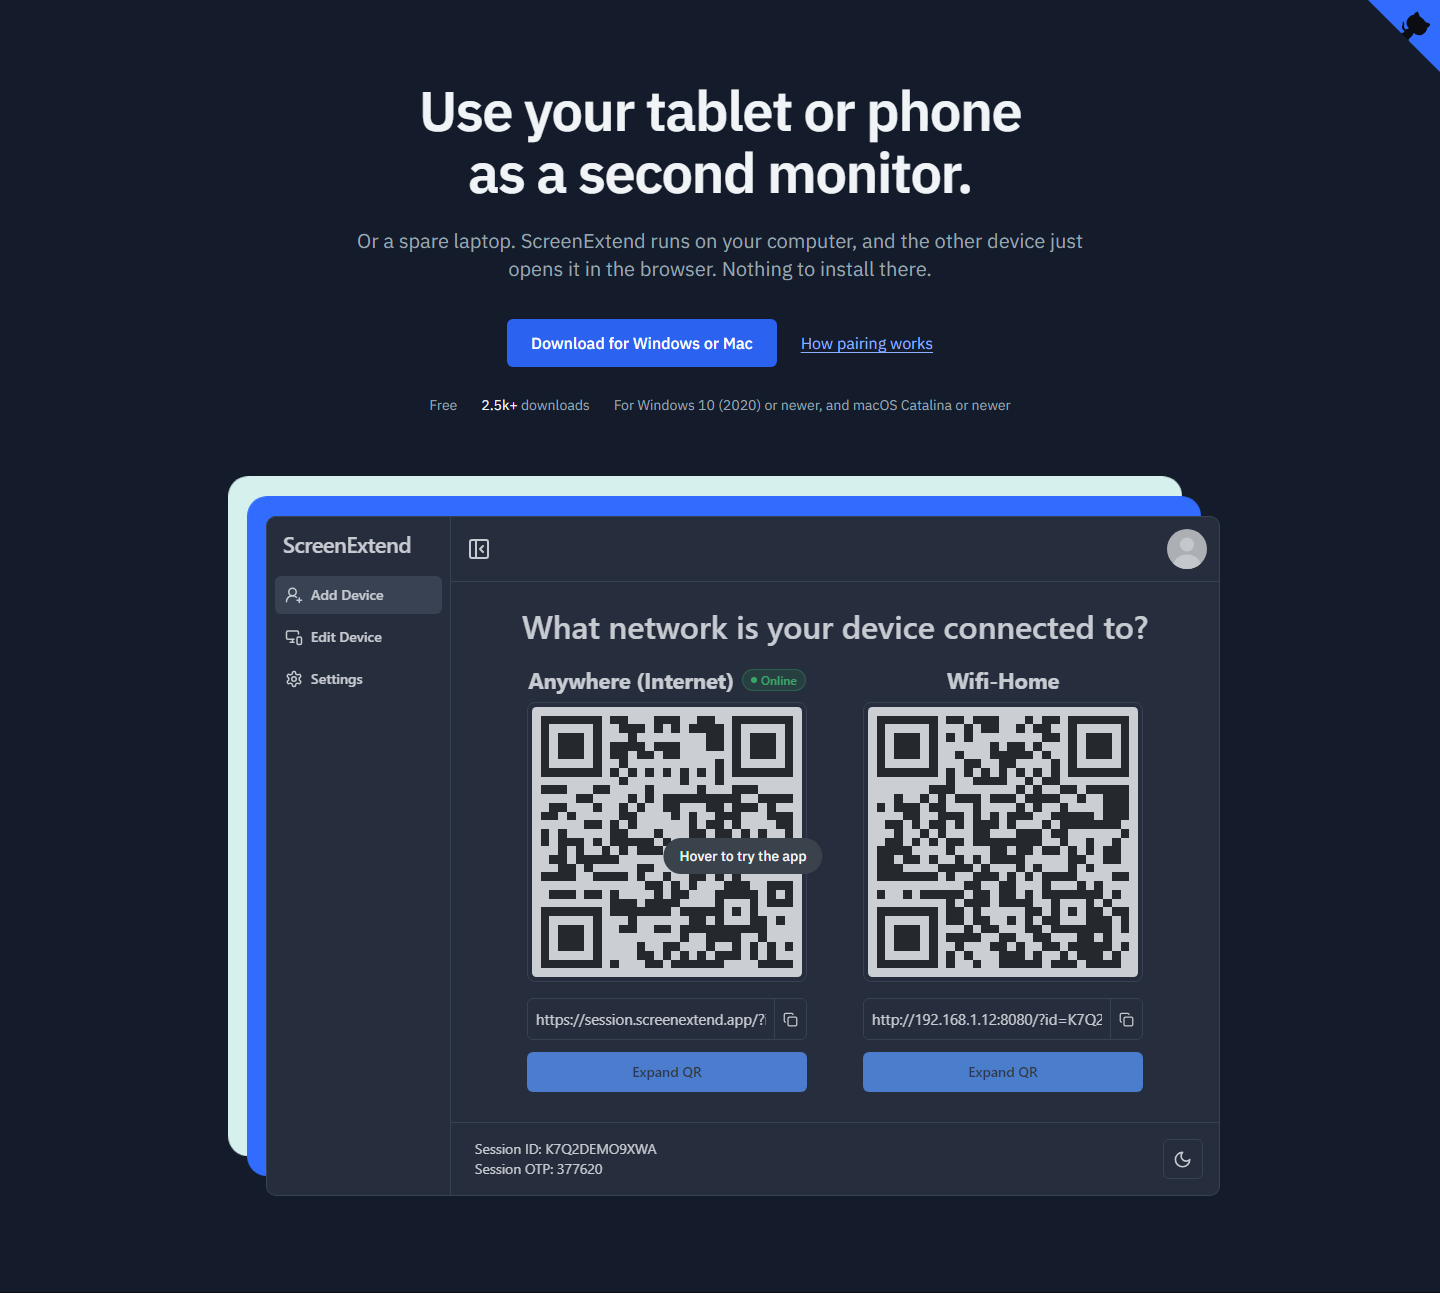 Use your tablet or phone
as a second monitor.
Or a spare laptop. ScreenExtend runs on your computer, and the other device just
opens it in the browser. Nothing to install there.
Download for Windows or Mac
How pairing works
Free
2.5k+ downloads
For Windows 10 (2020) or newer, and macOS Catalina or newer
ScreenExtend
Add Device
Edit Device
Settings
What network is your device connected to?
Anywhere (Internet)
Online
Wifi-Home
Hover to try the app
https://session.screenextend.app/?i
http://192.168.1.12:8080/?id=K7Q2
Expand QR
Expand QR
Session ID: K7Q2DEMO9XWA
Session OTP: 377620